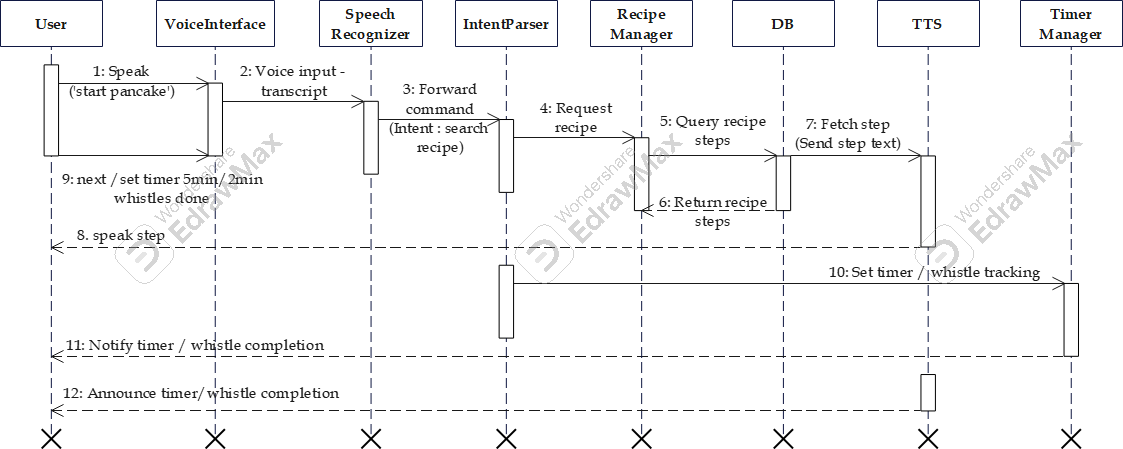 User
VoiceInterface
Speech
Recognizer
IntentParser
Recipe
Manager
DB
TTS
Timer
Manager
1: Speak
('start pancake')
2: Voice input -
transcript
3: Forward
command
(Intent : search
recipe)
4: Request
recipe
5: Query recipe
steps
7: Fetch step
(Send step text)
9: next / set timer 5min/ 2min
whistles done
6: Return recipe
steps
8. speak step
10: Set timer / whistle tracking
11: Notify timer / whistle completion
12: Announce timer/ whistle completion
Wondershare
EdrawMax
Wondershare
EdrawMax
Wondershare
EdrawMax